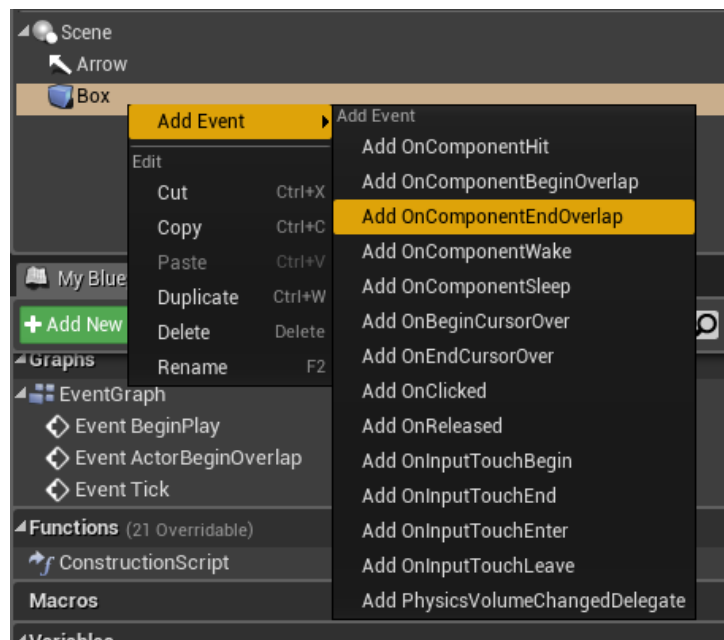 Scene
Arrow
Box
Add Event
Edit
Cut Ctrl+X
Copy Ctrl+C
Paste Ctrl+V
Duplicate Ctrl+W
Delete Delete
Rename F2
Add Event
Add OnComponentHit
Add OnComponentBeginOverlap
Add OnComponentEndOverlap
Add OnComponentWake
Add OnComponentSleep
Add OnBeginCursorOver
Add OnEndCursorOver
Add OnClicked
Add OnReleased
Add OnInputTouchBegin
Add OnInputTouchEnd
Add OnInputTouchEnter
Add OnInputTouchLeave
Add PhysicsVolumeChangedDelegate
My Blue
+ Add New
Graphs
EventGraph
Event BeginPlay
Event ActorBeginOverlap
Event Tick
Functions (21 Overridable)
ConstructionScript
Macros
Variables